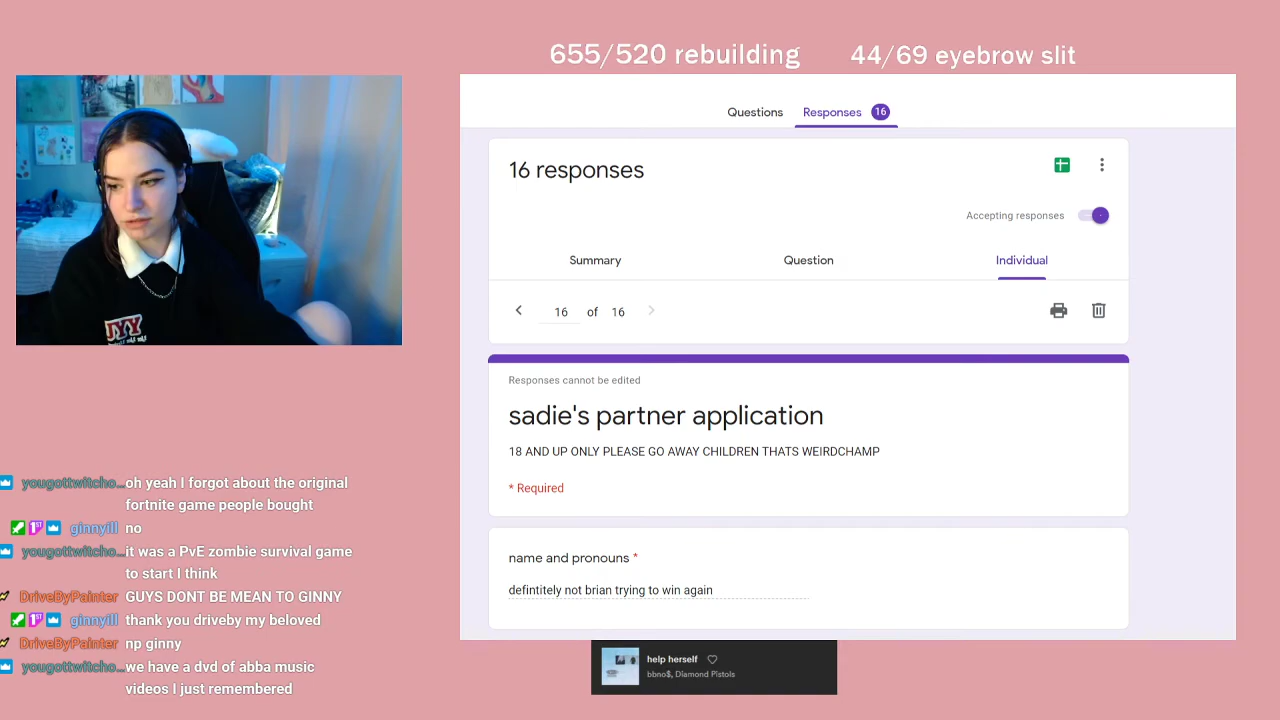 655/520 rebuilding
44/69 eyebrow slit
Questions
Responses 16
16 responses
Accepting responses
Summary
Question
Individual
16 of 16
Responses cannot be edited
sadie's partner application
18 AND UP ONLY PLEASE GO AWAY CHILDREN THATS WEIRDCHAMP
* Required
name and pronouns *
defintitely not brian trying to win again
yougottwitcho... oh yeah I forgot about the original
fortnite game people bought
ginnyill no
yougottwitcho... it was a PvE zombie survival game
to start I think
DriveByPainter GUYS DONT BE MEAN TO GINNY
ginnyill thank you driveby my beloved
DriveByPainter np ginny
yougottwitcho... we have a dvd of abba music
videos I just remembered
help herself
bbno$, Diamond Pistols